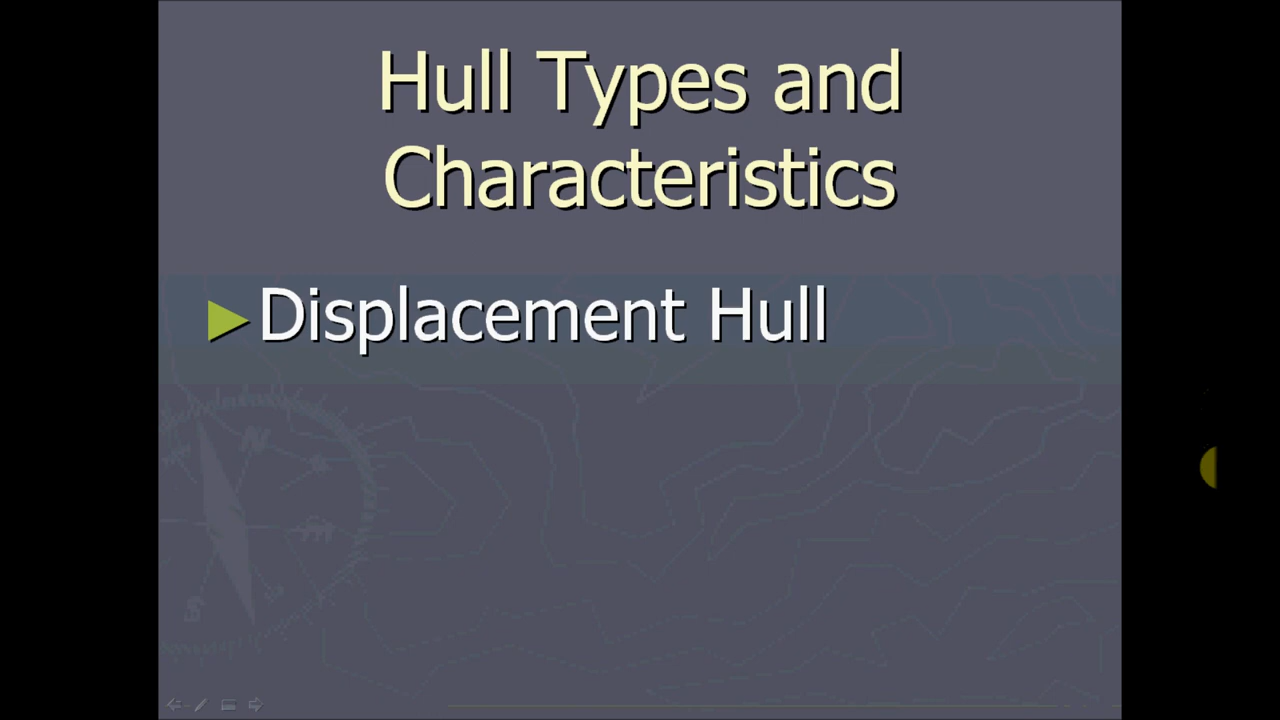 Hull Types and
Characteristics
Displacement Hull
N
S